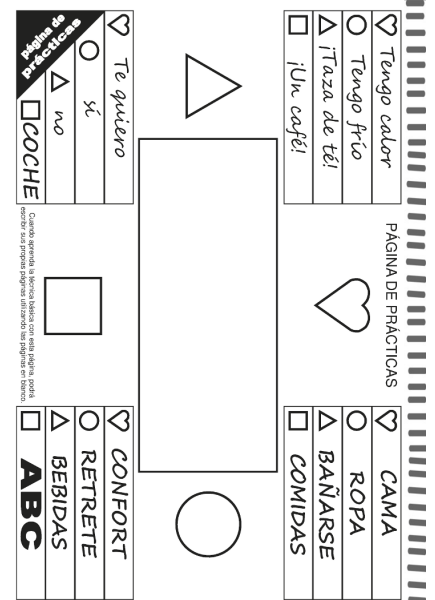 PÁGINA DE PRÁCTICAS
Tengo calor
Tengo frío
¡Taza de té!
¡Un café!
CAMA
ROPA
BAÑARSE
COMIDAS
Te quiero
sí
no
COCHE
página de
prácticas
Cuando aprenda la técnica básica con esta página, podrá
escribir sus propias páginas utilizando las páginas en blanco.
CONFORT
RETRETE
BEBIDAS
ABC